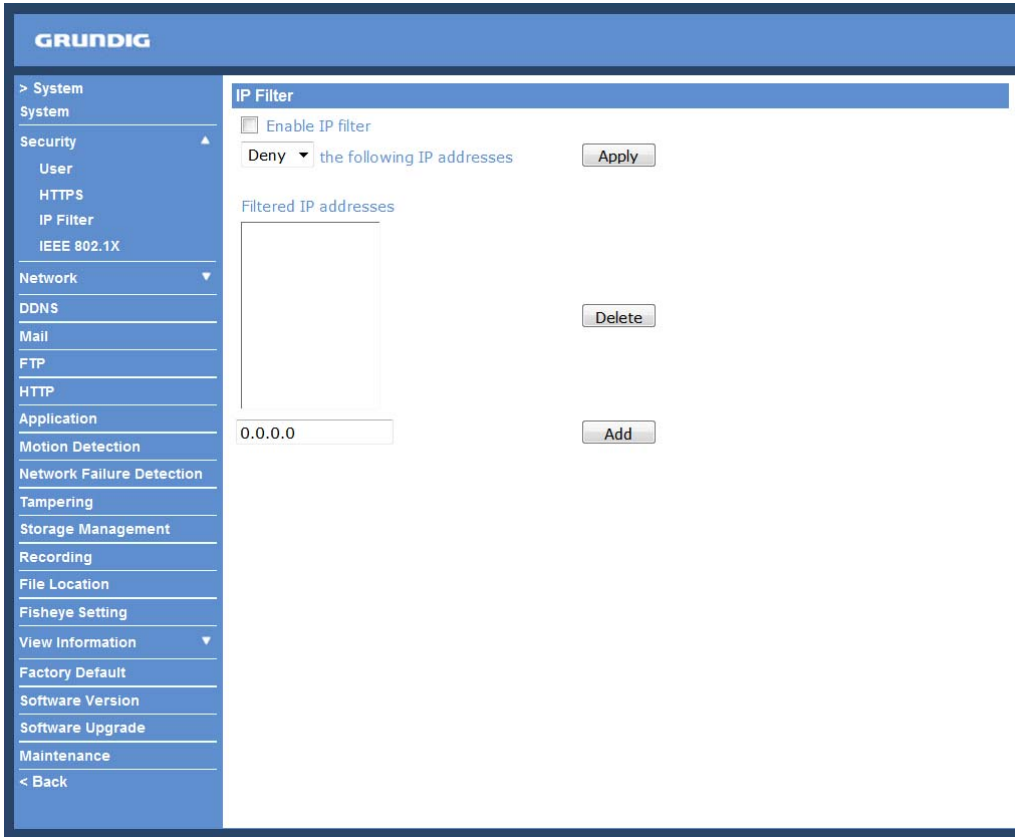 GRUNDIG
> System
System
Security
User
HTTPS
IP Filter
IEEE 802.1X
Network
DDNS
Mail
FTP
HTTP
Application
Motion Detection
Network Failure Detection
Tampering
Storage Management
Recording
File Location
Fisheye Setting
View Information
Factory Default
Software Version
Software Upgrade
Maintenance
< Back
IP Filter
Enable IP filter
Deny the following IP addresses Apply
Filtered IP addresses
Delete
0.0.0.0 Add